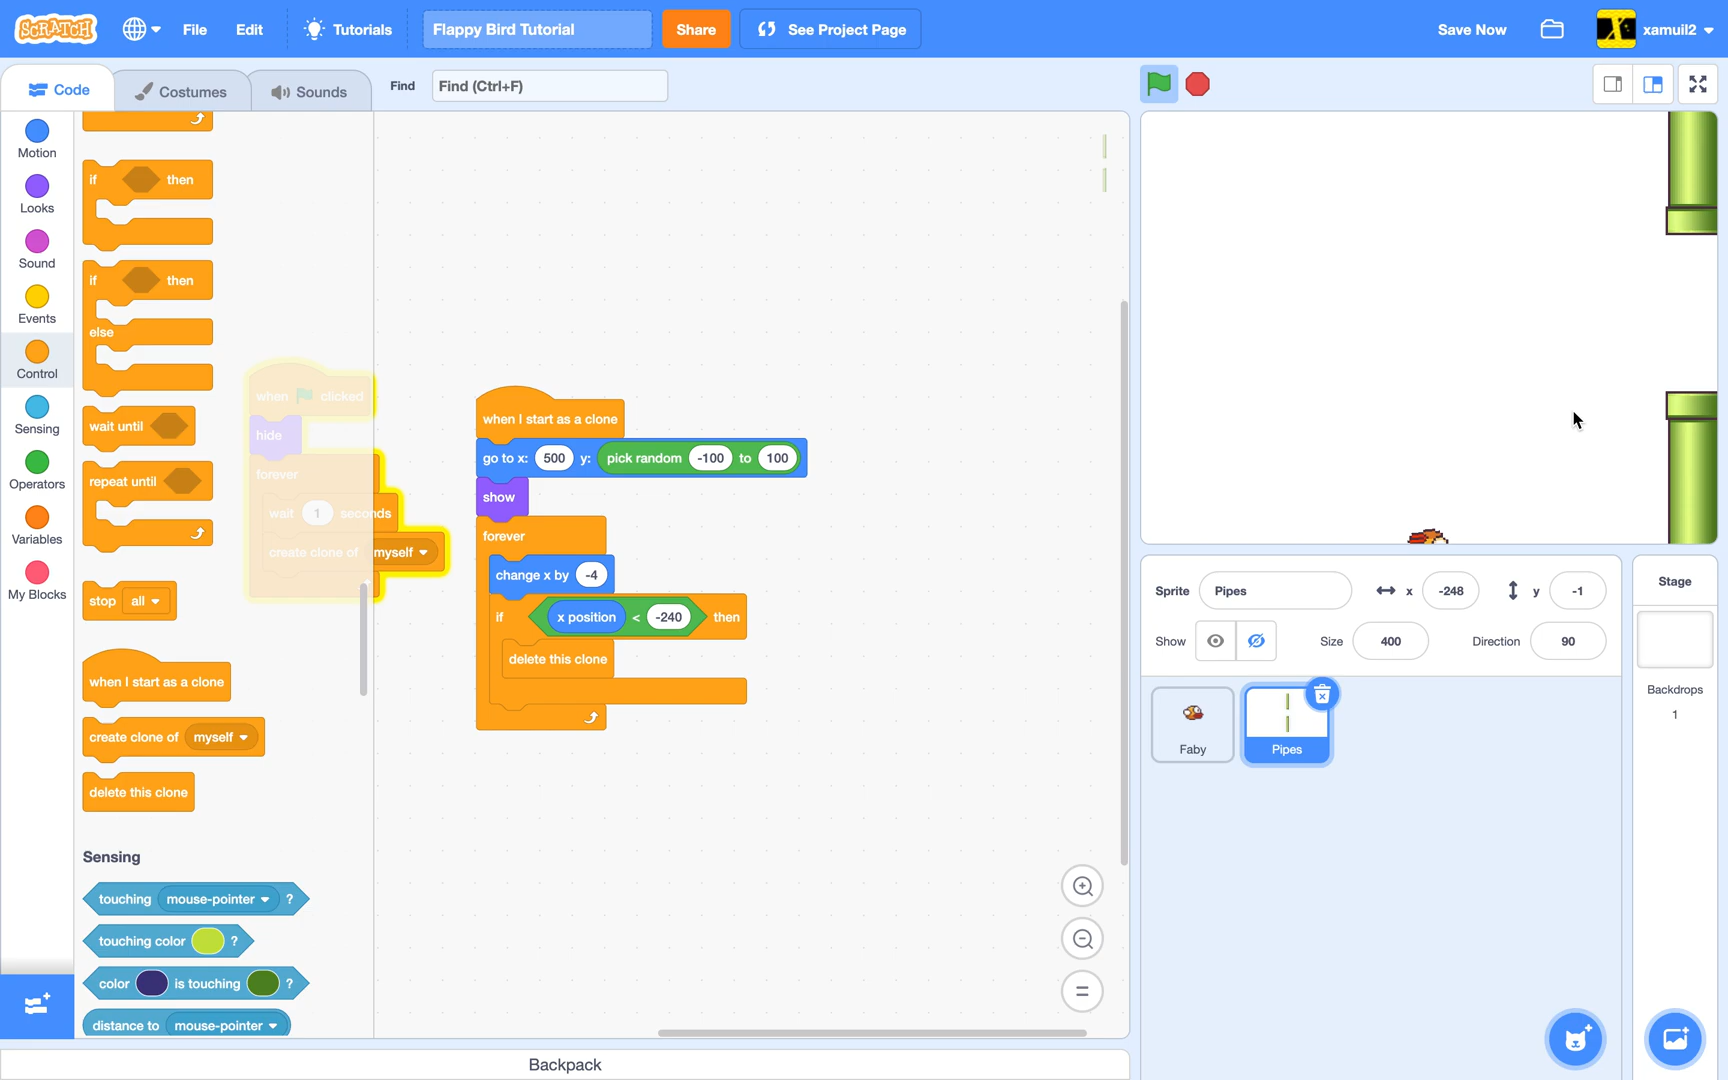 SCRATCH
File
Edit
Tutorials
Flappy Bird Tutorial
Share
See Project Page
Save Now
xamuil2
Code
Costumes
Sounds
Find
Find (Ctrl+F)
Motion
Looks
Sound
Events
Control
Sensing
Operators
Variables
My Blocks
if then
if then
else
wait until
repeat until
stop all
when I start as a clone
create clone of myself
delete this clone
Sensing
touching mouse-pointer ?
touching color ?
color is touching ?
distance to mouse-pointer
when clicked
hide
forever
wait 1 seconds
create clone of myself
when I start as a clone
go to x: 500 y: pick random -100 to 100
show
forever
change x by -4
if x position < -240 then
delete this clone
Sprite Pipes x -248 y -1
Show Size 400 Direction 90
Faby
Pipes
Stage
Backdrops
1
Backpack